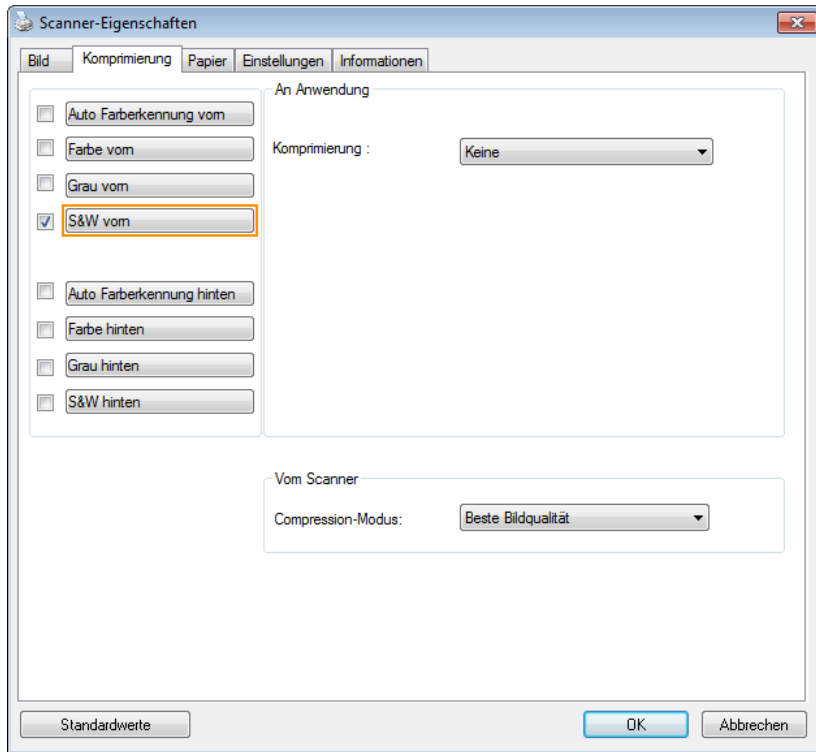 Scanner-Eigenschaften
Bild Komprimierung Papier Einstellungen Informationen
An Anwendung
Auto Farberkennung vorn
Farbe vorn
Komprimierung : Keine
Grau vorn
S&W vorn
Auto Farberkennung hinten
Farbe hinten
Grau hinten
S&W hinten
Vom Scanner
Compression-Modus: Beste Bildqualität
Standardwerte OK Abbrechen